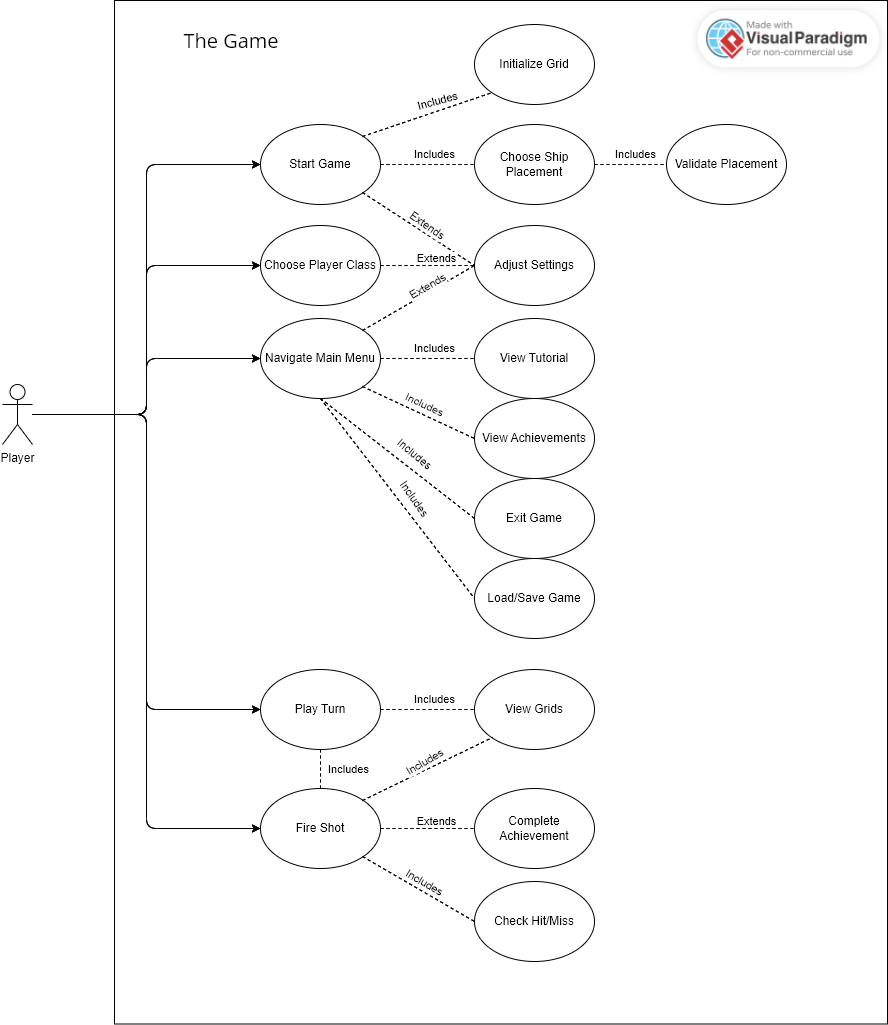 The Game
Made with
VisualParadigm
For non-commercial use
Initialize Grid
Includes
Start Game
Includes
Choose Ship
Placement
Includes
Validate Placement
Extends
Choose Player Class
Extends
Adjust Settings
Extends
Navigate Main Menu
Includes
View Tutorial
Includes
View Achievements
Includes
Player
Includes
Exit Game
Load/Save Game
Play Turn
Includes
View Grids
Includes
Includes
Fire Shot
Extends
Complete
Achievement
Includes
Check Hit/Miss